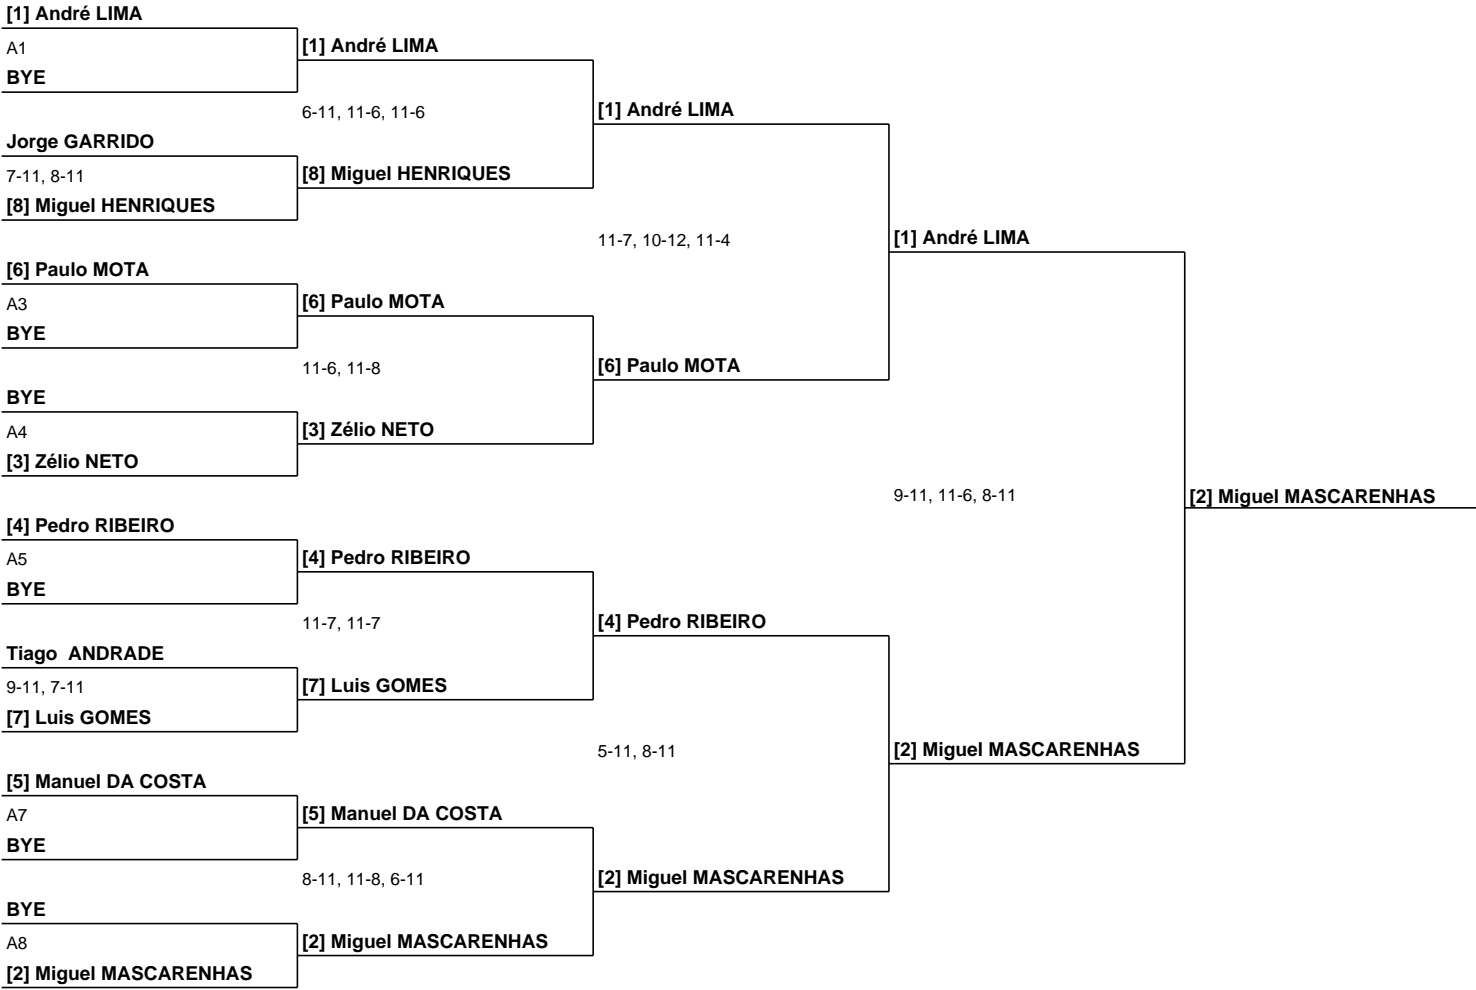 [1] André LIMA
A1
BYE
Jorge GARRIDO
7-11, 8-11
[8] Miguel HENRIQUES
[6] Paulo MOTA
A3
BYE
BYE
A4
[3] Zélio NETO
[4] Pedro RIBEIRO
A5
BYE
Tiago  ANDRADE
9-11, 7-11
[7] Luis GOMES
[5] Manuel DA COSTA
A7
BYE
BYE
A8
[2] Miguel MASCARENHAS
[1] André LIMA
6-11, 11-6, 11-6
[8] Miguel HENRIQUES
[6] Paulo MOTA
11-6, 11-8
[3] Zélio NETO
[4] Pedro RIBEIRO
11-7, 11-7
[7] Luis GOMES
[5] Manuel DA COSTA
8-11, 11-8, 6-11
[2] Miguel MASCARENHAS
[1] André LIMA
11-7, 10-12, 11-4
[6] Paulo MOTA
[4] Pedro RIBEIRO
5-11, 8-11
[2] Miguel MASCARENHAS
[1] André LIMA
9-11, 11-6, 8-11
[2] Miguel MASCARENHAS
[2] Miguel MASCARENHAS